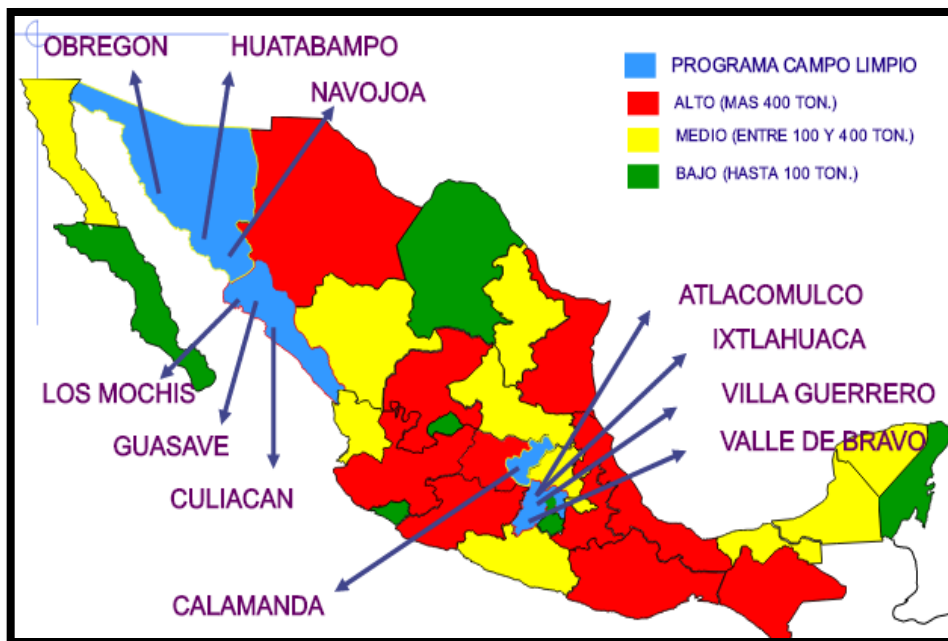 OBREGON
HUATABAMPO
NAVOJOA
PROGRAMA CAMPO LIMPIO
ALTO (MAS 400 TON.)
MEDIO (ENTRE 100 Y 400 TON.)
BAJO (HASTA 100 TON.)
ATLACOMULCO
IXTLAHUACA
VILLA GUERRERO
VALLE DE BRAVO
LOS MOCHIS
GUASAVE
CULIACAN
CALAMANDA